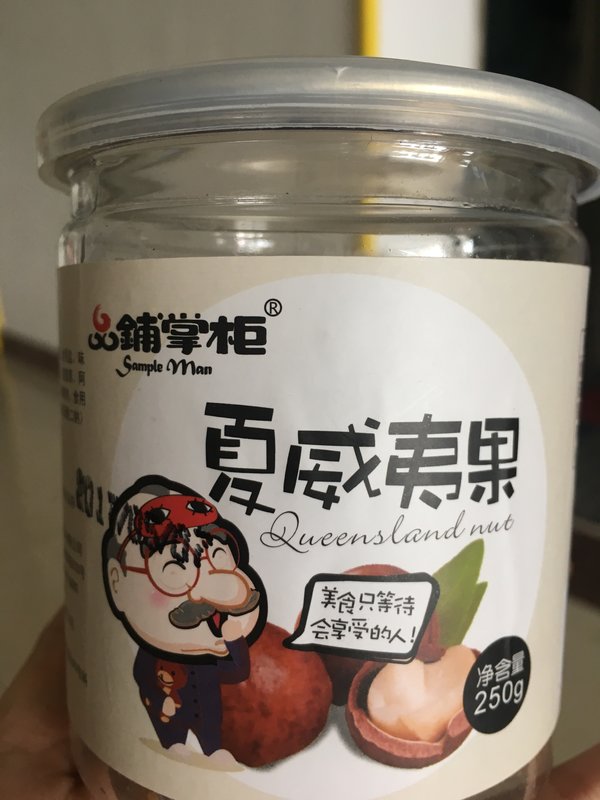 品鋪掌柜®
Sample Man
夏威夷果
Queensland nut
美食只等待
会享受的人!
净含量
250g